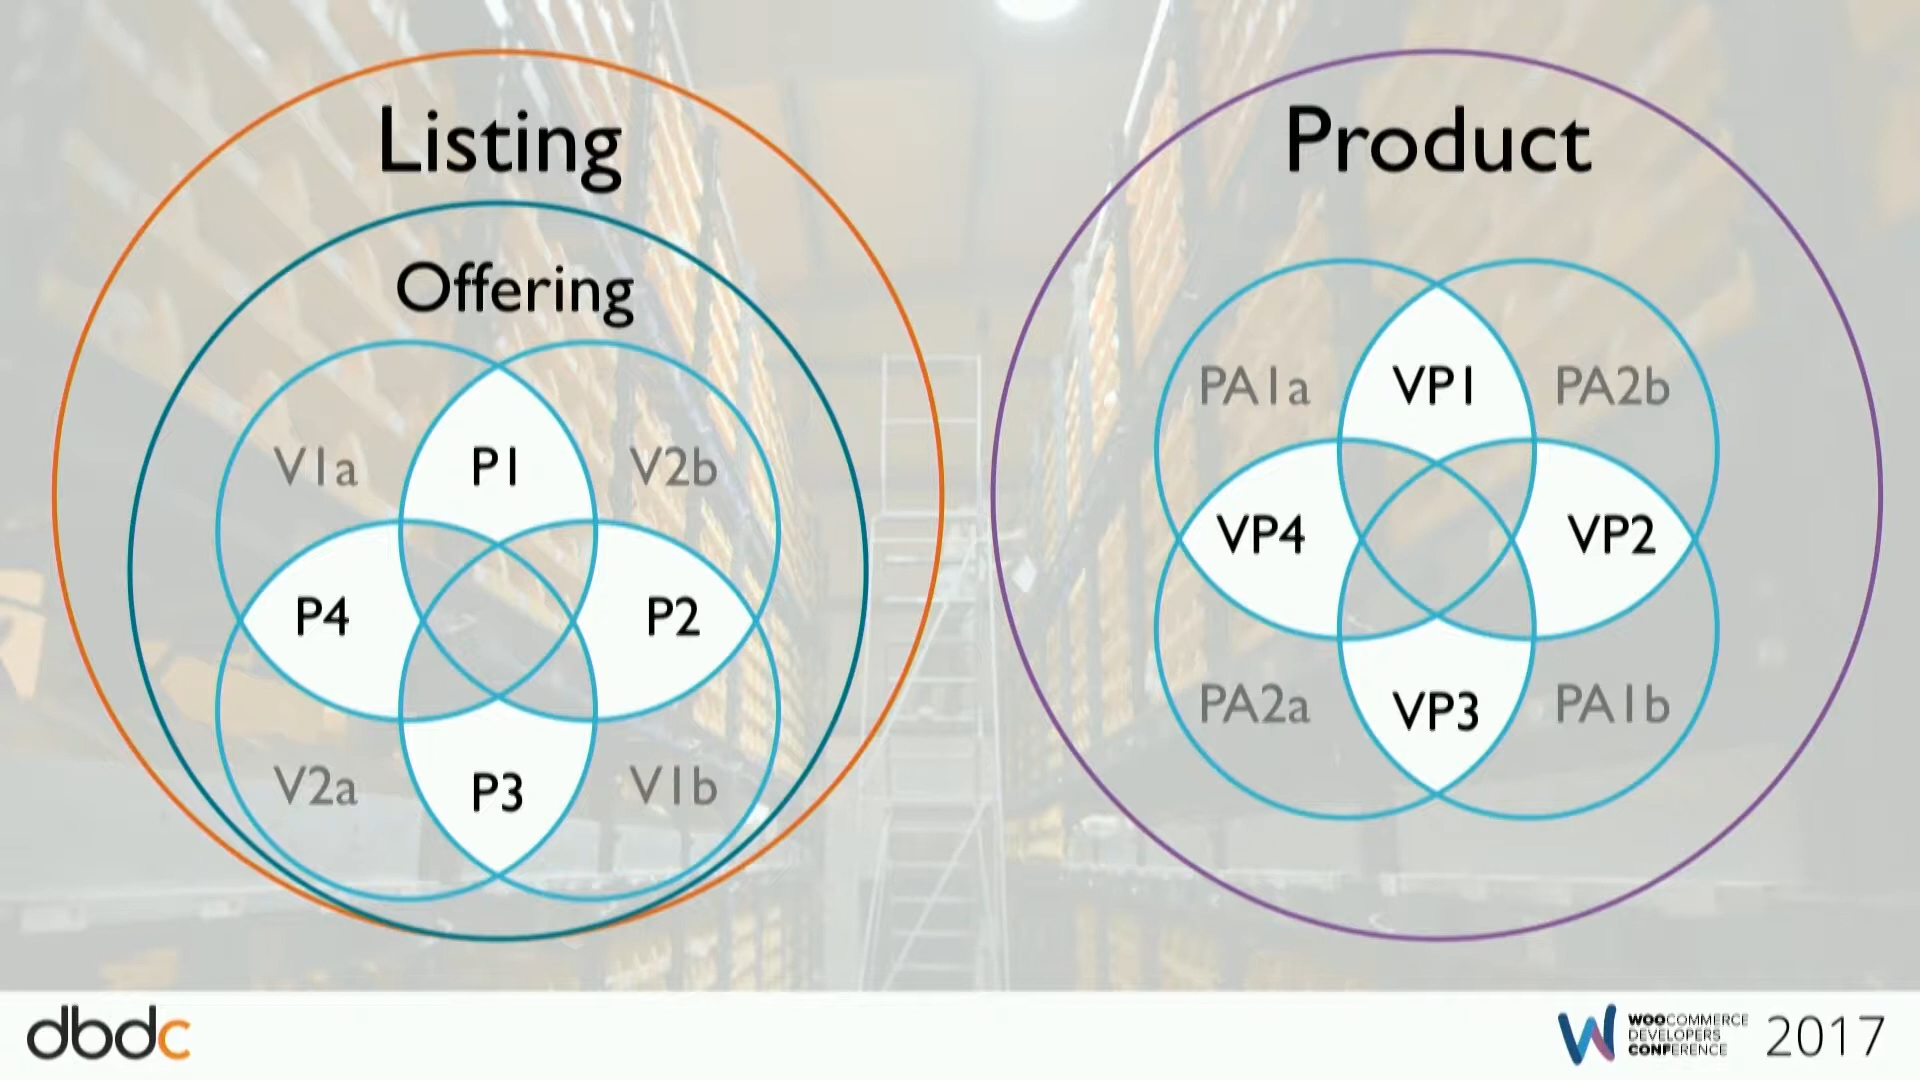 Listing
Offering
V1a
P1
V2b
P4
P2
V2a
P3
V1b
Product
PA1a
VP1
PA2b
VP4
VP2
PA2a
VP3
PA1b
dbdc
WOOCOMMERCE
DEVELOPERS
CONFERENCE
2017